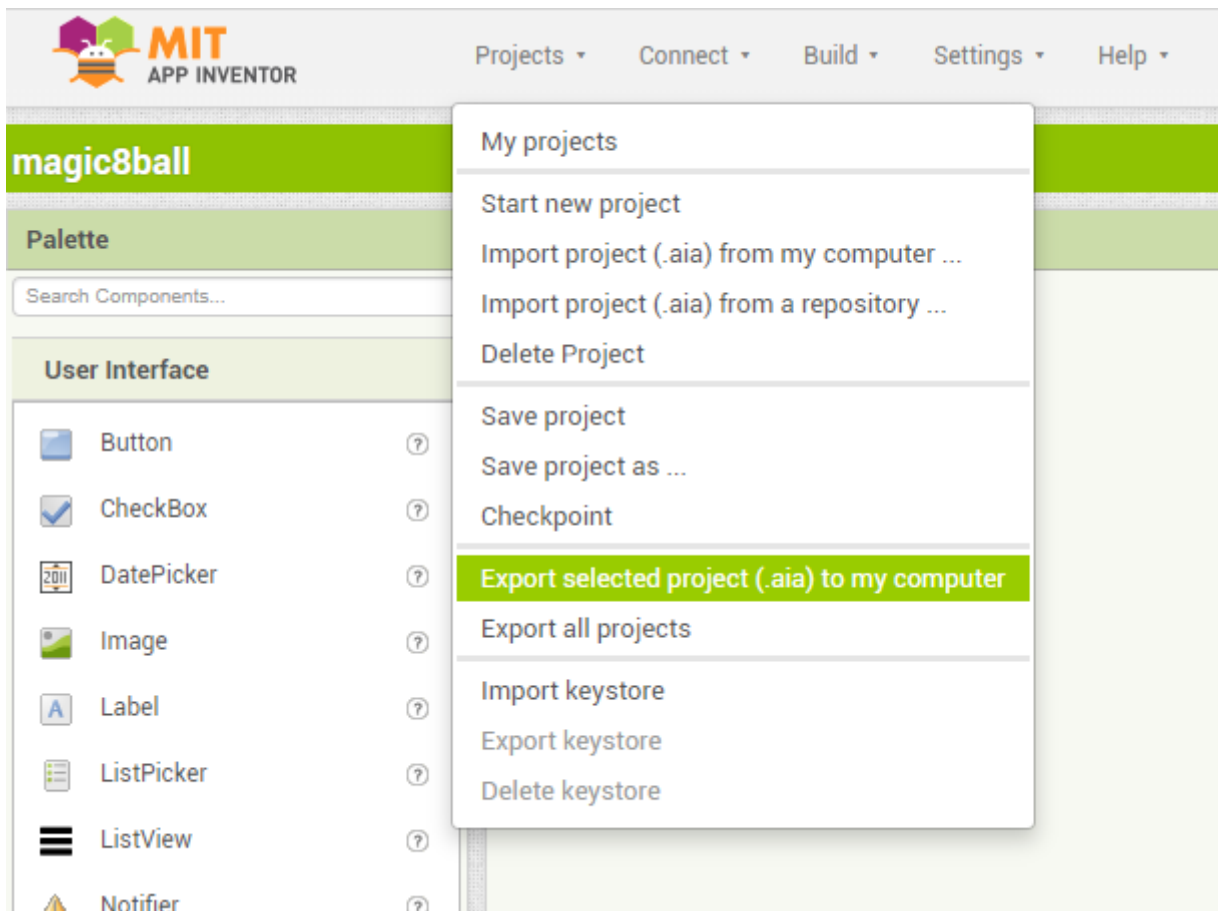 MIT
APP INVENTOR
Projects
Connect
Build
Settings
Help
magic8ball
My projects
Start new project
Import project (.aia) from my computer ...
Import project (.aia) from a repository ...
Delete Project
Save project
Save project as ...
Checkpoint
Export selected project (.aia) to my computer
Export all projects
Import keystore
Export keystore
Delete keystore
Palette
Search Components...
User Interface
Button ?
CheckBox ?
2011 DatePicker ?
Image ?
A Label ?
ListPicker ?
ListView ?
Notifier ?